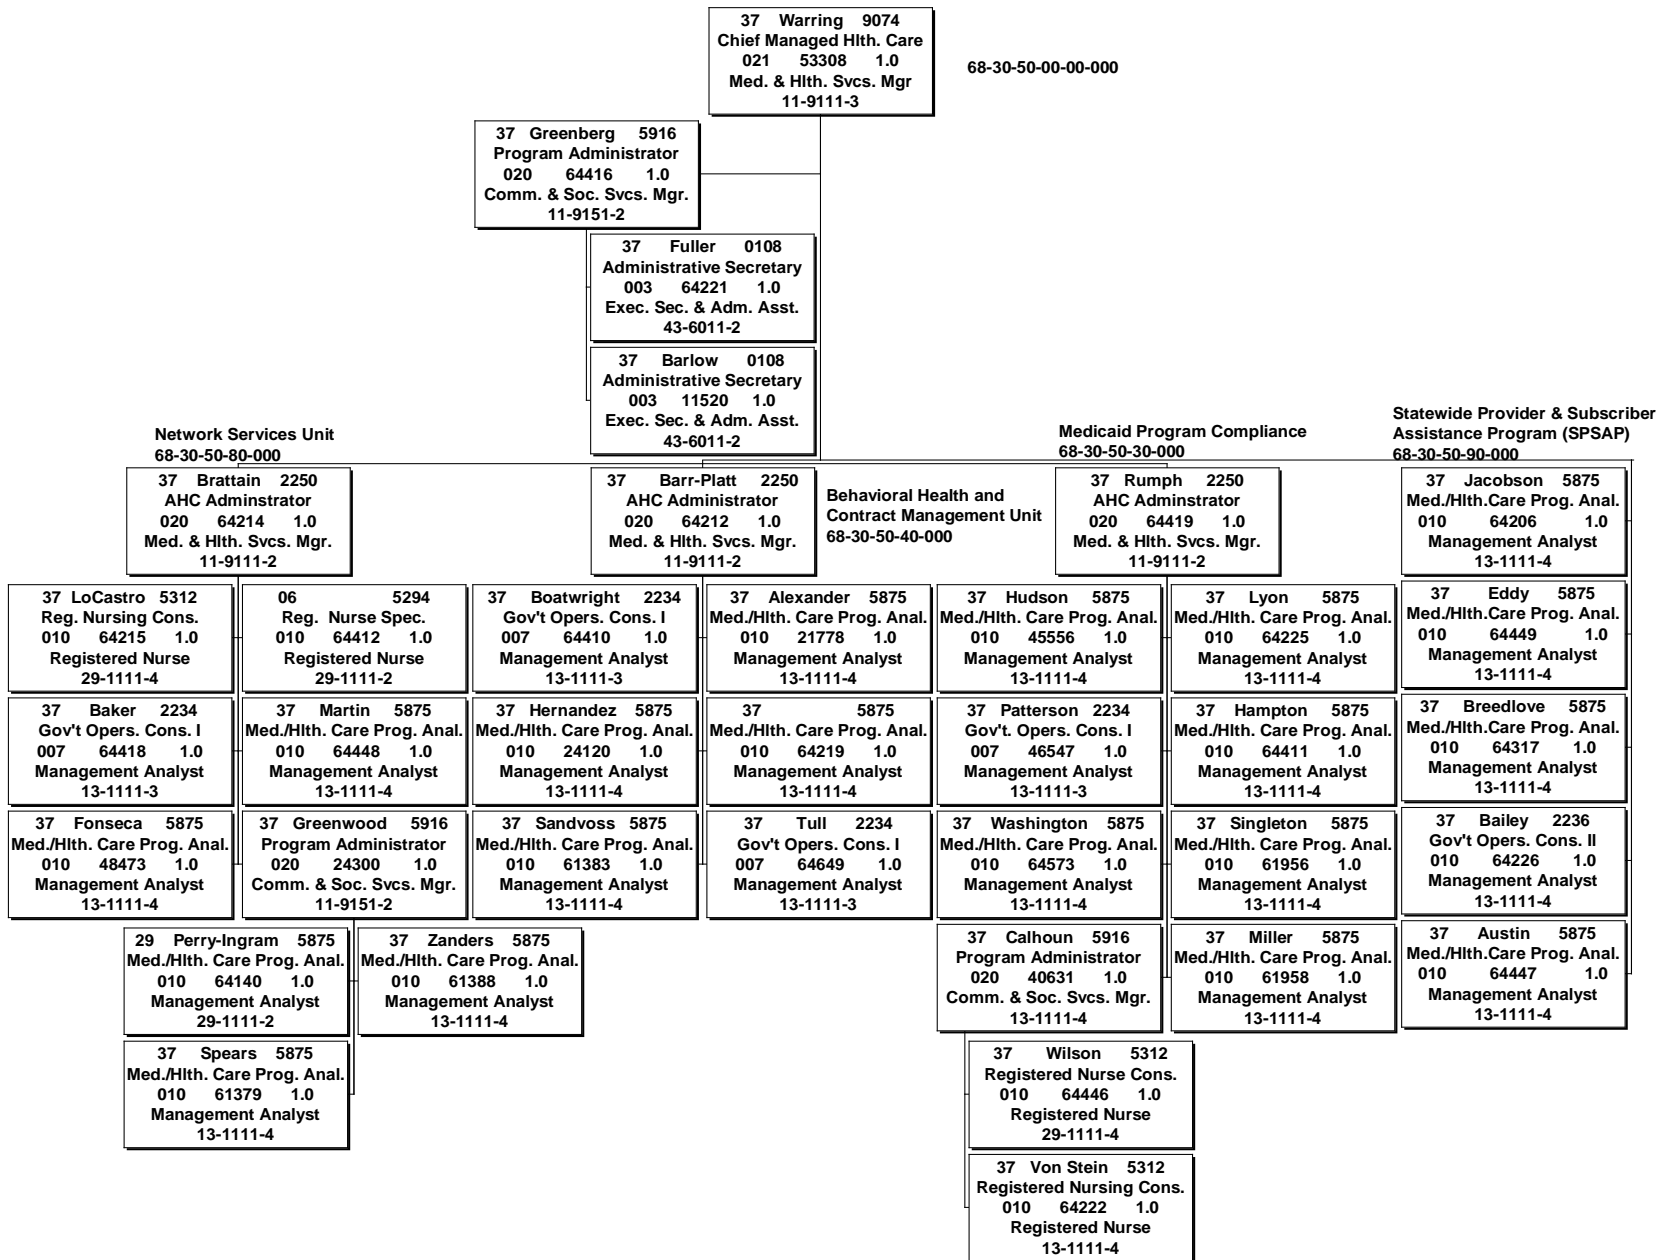 37 Warring 9074
Chief Managed Hlth. Care
021 53308 1.0
Med. & Hlth. Svcs. Mgr
11-9111-3
68-30-50-00-00-000
37 Greenberg 5916
Program Administrator
020 64416 1.0
Comm. & Soc. Svcs. Mgr.
11-9151-2
37 Fuller 0108
Administrative Secretary
003 64221 1.0
Exec. Sec. & Adm. Asst.
43-6011-2
37 Barlow 0108
Administrative Secretary
003 11520 1.0
Exec. Sec. & Adm. Asst.
43-6011-2
Network Services Unit
68-30-50-80-000
37 Brattain 2250
AHC Adminstrator
020 64214 1.0
Med. & Hlth. Svcs. Mgr.
11-9111-2
37 Barr-Platt 2250
AHC Adminstrator
020 64212 1.0
Med. & Hlth. Svcs. Mgr.
11-9111-2
Behavioral Health and
Contract Management Unit
68-30-50-40-000
Medicaid Program Compliance
68-30-50-30-000
37 Rumph 2250
AHC Adminstrator
020 64419 1.0
Med. & Hlth. Svcs. Mgr.
11-9111-2
Statewide Provider & Subscriber
Assistance Program (SPSAP)
68-30-50-90-000
37 Jacobson 5875
Med./Hlth.Care Prog. Anal.
010 64206 1.0
Management Analyst
13-1111-4
37 LoCastro 5312
Reg. Nursing Cons.
010 64215 1.0
Registered Nurse
29-1111-4
06 5294
Reg. Nurse Spec.
010 64412 1.0
Registered Nurse
29-1111-2
37 Boatwright 2234
Gov't Opers. Cons. I
007 64410 1.0
Management Analyst
13-1111-3
37 Alexander 5875
Med./Hlth. Care Prog. Anal.
010 21778 1.0
Management Analyst
13-1111-4
37 Hudson 5875
Med./Hlth. Care Prog. Anal.
010 45556 1.0
Management Analyst
13-1111-4
37 Lyon 5875
Med./Hlth. Care Prog. Anal.
010 64225 1.0
Management Analyst
13-1111-4
37 Eddy 5875
Med./Hlth.Care Prog. Anal.
010 64449 1.0
Management Analyst
13-1111-4
37 Baker 2234
Gov't Opers. Cons. I
007 64418 1.0
Management Analyst
13-1111-3
37 Martin 5875
Med./Hlth. Care Prog. Anal.
010 64448 1.0
Management Analyst
13-1111-4
37 Hernandez 5875
Med./Hlth. Care Prog. Anal.
010 24120 1.0
Management Analyst
13-1111-4
37 5875
Med./Hlth. Care Prog. Anal.
010 64219 1.0
Management Analyst
13-1111-4
37 Patterson 2234
Gov't. Opers. Cons. I
007 46547 1.0
Management Analyst
13-1111-3
37 Hampton 5875
Med./Hlth. Care Prog. Anal.
010 64411 1.0
Management Analyst
13-1111-4
37 Breedlove 5875
Med./Hlth.Care Prog. Anal.
010 64317 1.0
Management Analyst
13-1111-4
37 Fonseca 5875
Med./Hlth. Care Prog. Anal.
010 48473 1.0
Management Analyst
13-1111-4
37 Greenwood 5916
Program Administrator
020 24300 1.0
Comm. & Soc. Svcs. Mgr.
11-9151-2
37 Sandvoss 5875
Med./Hlth. Care Prog. Anal.
010 61383 1.0
Management Analyst
13-1111-4
37 Tull 2234
Gov't Opers. Cons. I
007 64649 1.0
Management Analyst
13-1111-3
37 Washington 5875
Med./Hlth. Care Prog. Anal.
010 64573 1.0
Management Analyst
13-1111-4
37 Singleton 5875
Med./Hlth. Care Prog. Anal.
010 61956 1.0
Management Analyst
13-1111-4
37 Bailey 2236
Gov't Opers. Cons. II
010 64226 1.0
Management Analyst
13-1111-4
29 Perry-Ingram 5875
Med./Hlth. Care Prog. Anal.
010 64140 1.0
Management Analyst
29-1111-2
37 Zanders 5875
Med./Hlth. Care Prog. Anal.
010 61388 1.0
Management Analyst
13-1111-4
37 Calhoun 5916
Program Administrator
020 40631 1.0
Comm. & Soc. Svcs. Mgr.
13-1111-4
37 Miller 5875
Med./Hlth. Care Prog. Anal.
010 61958 1.0
Management Analyst
13-1111-4
37 Austin 5875
Med./Hlth.Care Prog. Anal.
010 64447 1.0
Management Analyst
13-1111-4
37 Spears 5875
Med./Hlth. Care Prog. Anal.
010 61379 1.0
Management Analyst
13-1111-4
37 Wilson 5312
Registered Nurse Cons.
010 64446 1.0
Registered Nurse
29-1111-4
37 Von Stein 5312
Registered Nursing Cons.
010 64222 1.0
Registered Nurse
13-1111-4